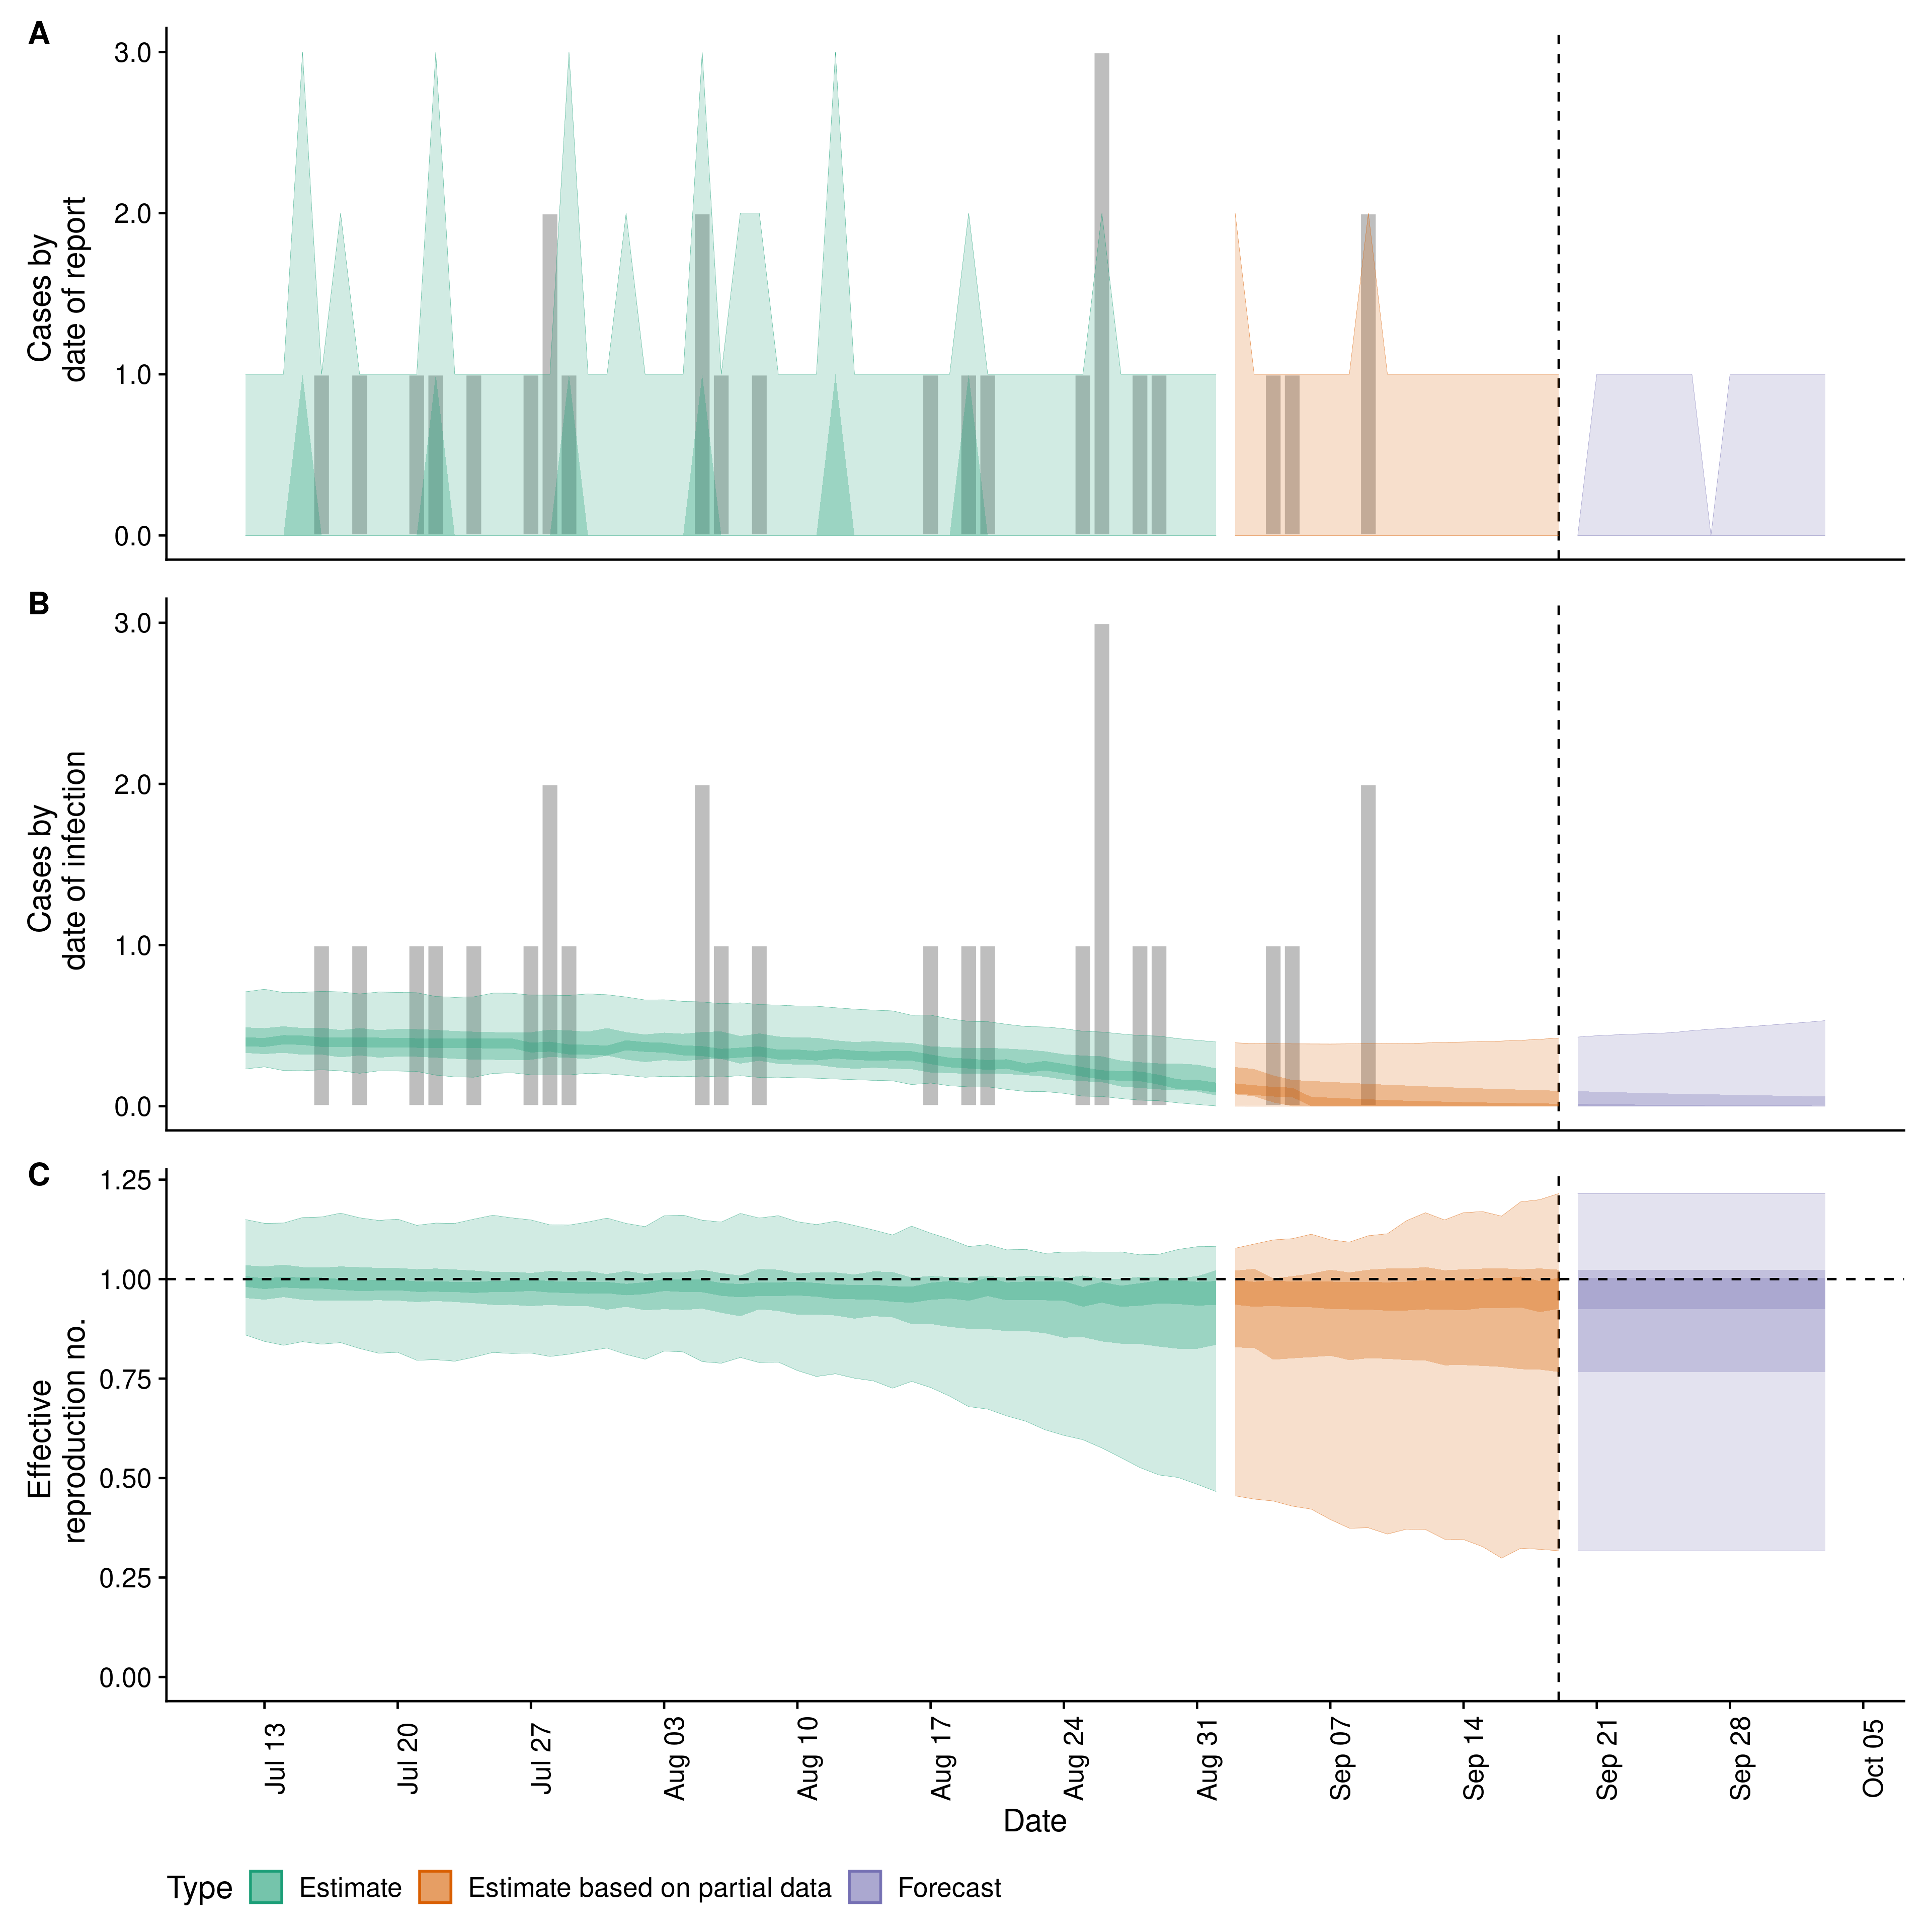 A
3.0
2.0
1.0
0.0
Cases by
date of report
B
3.0
2.0
1.0
0.0
Cases by
date of infection
C
1.25
1.00
0.75
0.50
0.25
0.00
Effective
reproduction no.
Jul 13
Jul 20
Jul 27
Aug 03
Aug 10
Aug 17
Aug 24
Aug 31
Sep 07
Sep 14
Sep 21
Sep 28
Oct 05
Date
Type Estimate Estimate based on partial data Forecast